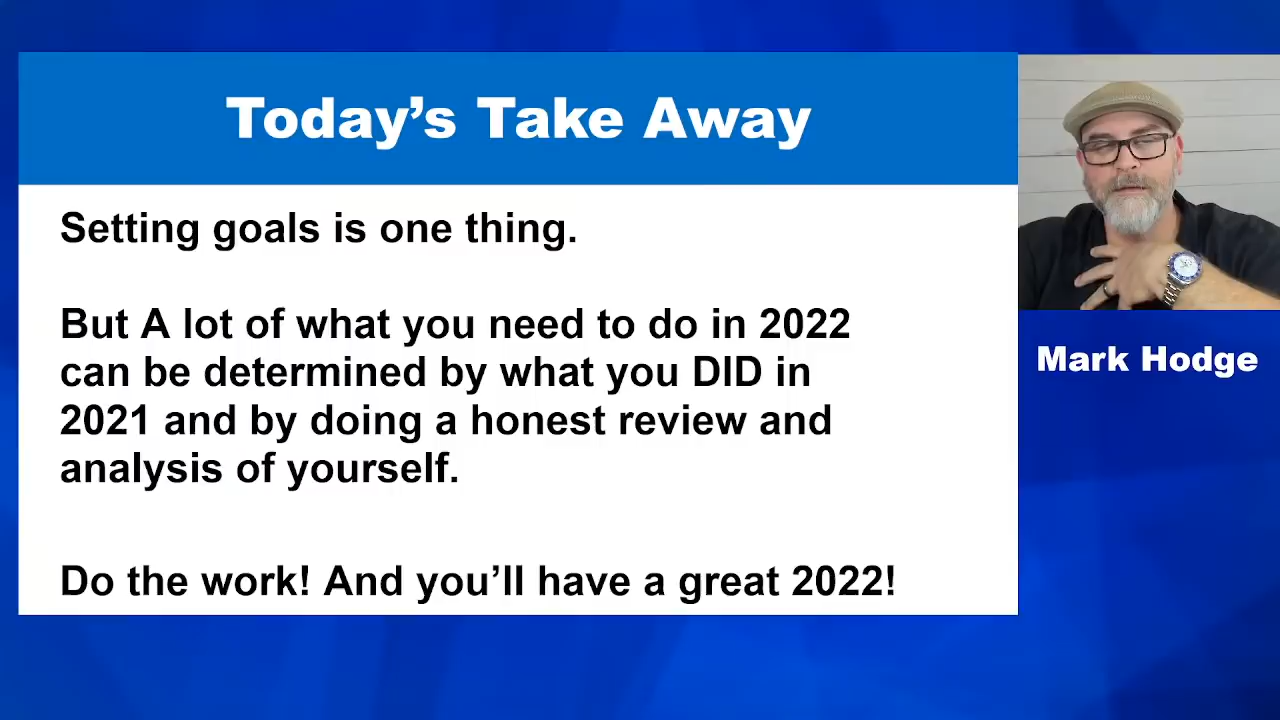 Today's Take Away
Setting goals is one thing.
But A lot of what you need to do in 2022
can be determined by what you DID in
2021 and by doing a honest review and
analysis of yourself.
Do the work! And you'll have a great 2022!
Mark Hodge